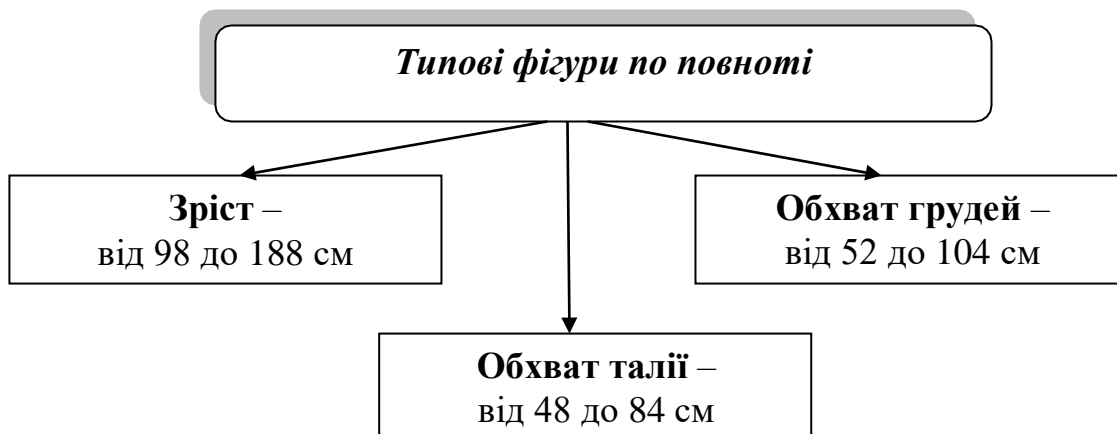 Типові фігури по повноті
Зріст –
від 98 до 188 см
Обхват грудей –
від 52 до 104 см
Обхват талії –
від 48 до 84 см